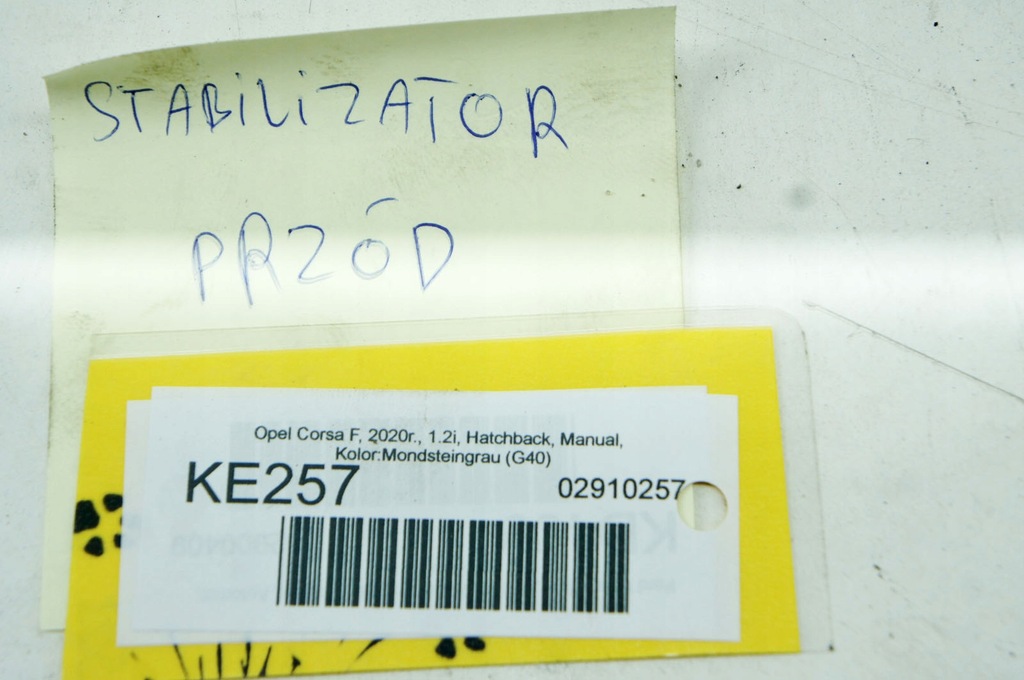 STABILIZATOR
PRZÓD
Opel Corsa F, 2020r., 1.2i, Hatchback, Manual,
Kolor:Mondsteingrau (G40)
KE257
02910257